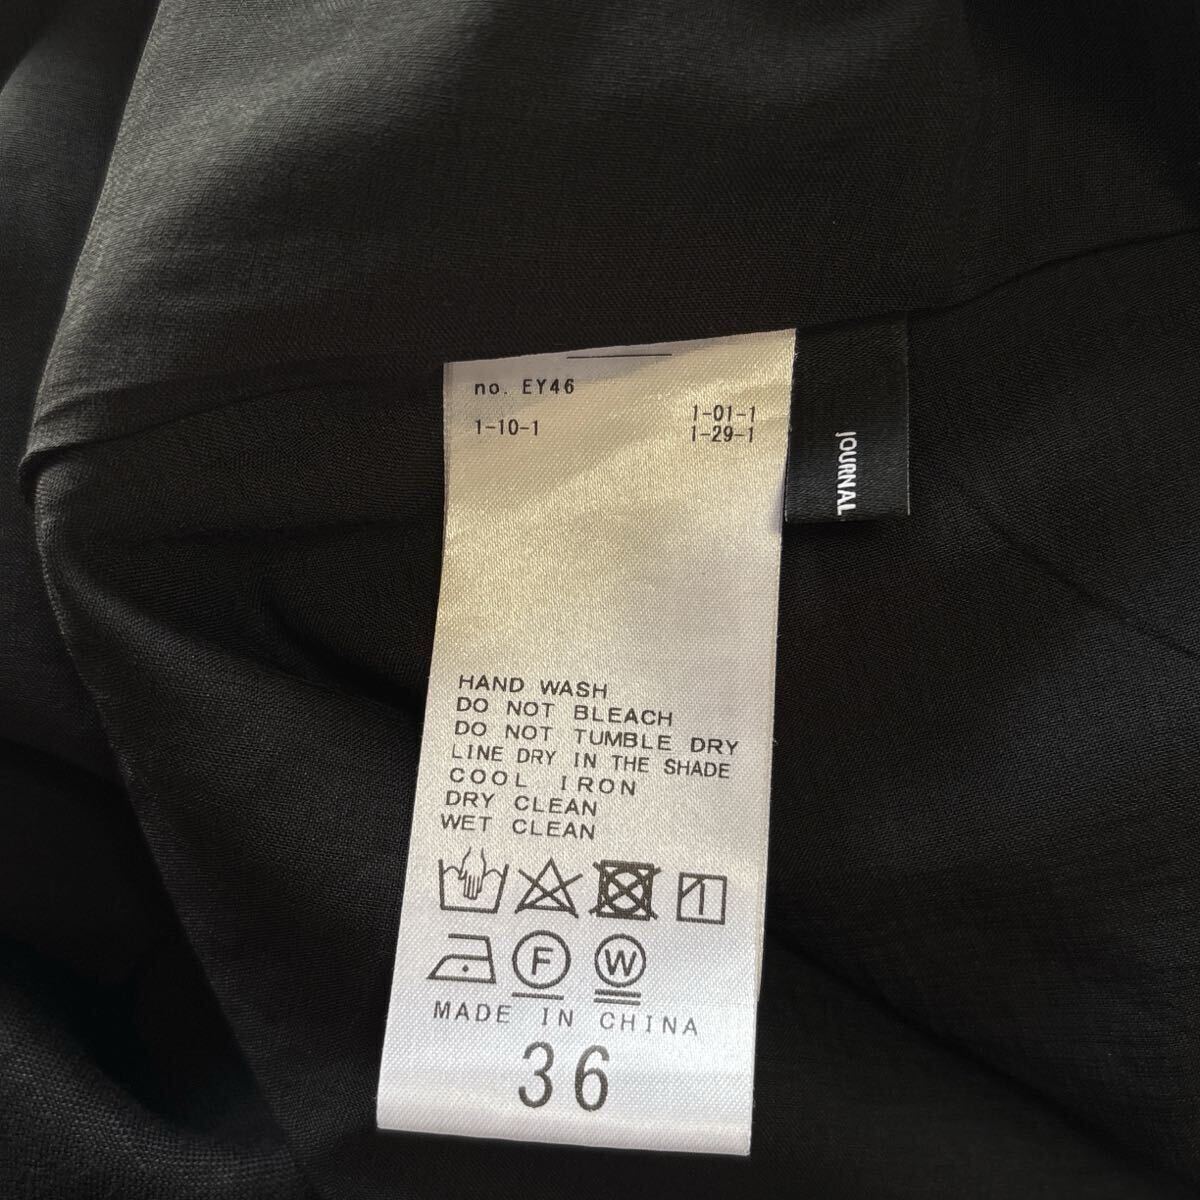 no. EY46
1-10-1
1-01-1
1-29-1
JOURNAL
HAND WASH
DO NOT BLEACH
DO NOT TUMBLE DRY
LINE DRY IN THE SHADE
COOL IRON
DRY CLEAN
WET CLEAN
F
W
MADE IN CHINA
36